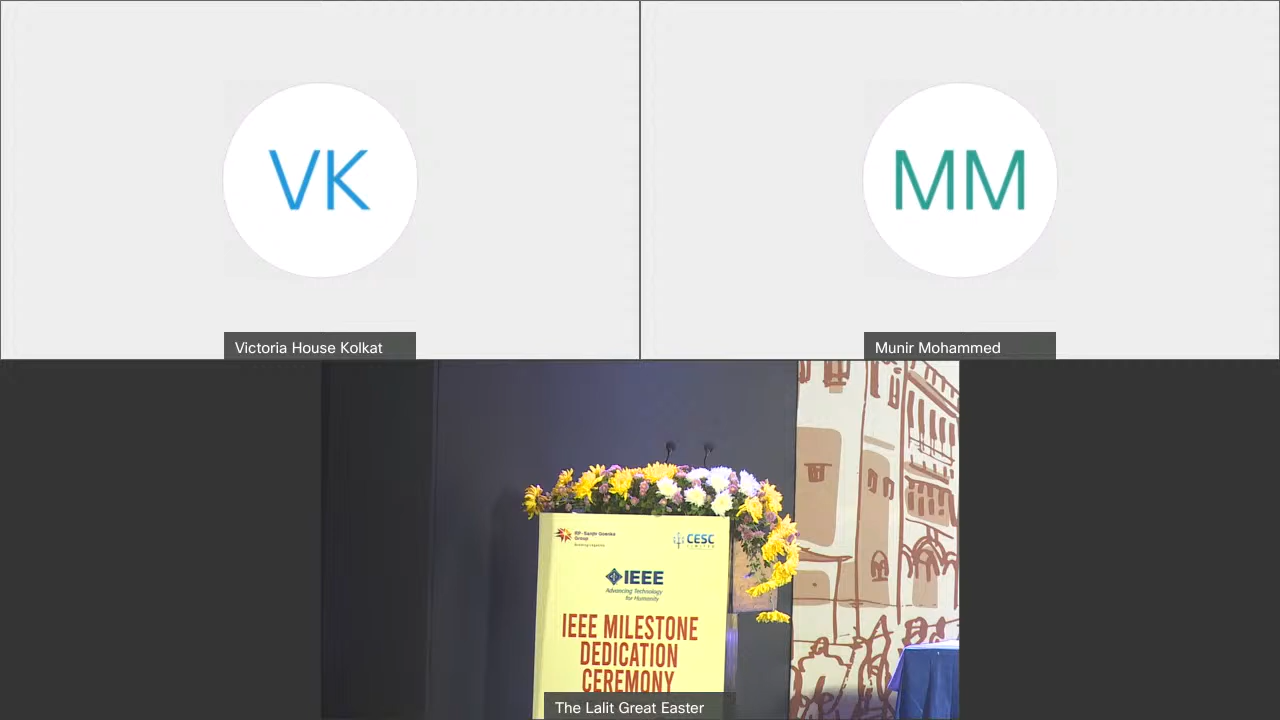 VK
MM
Victoria House Kolkat
Munir Mohammed
RP- Sanjiv Goenka
Group
CESC
LIMITED
IEEE
Advancing Technology
for Humanity
IEEE MILESTONE
DEDICATION
CEREMONY
The Lalit Great Easter